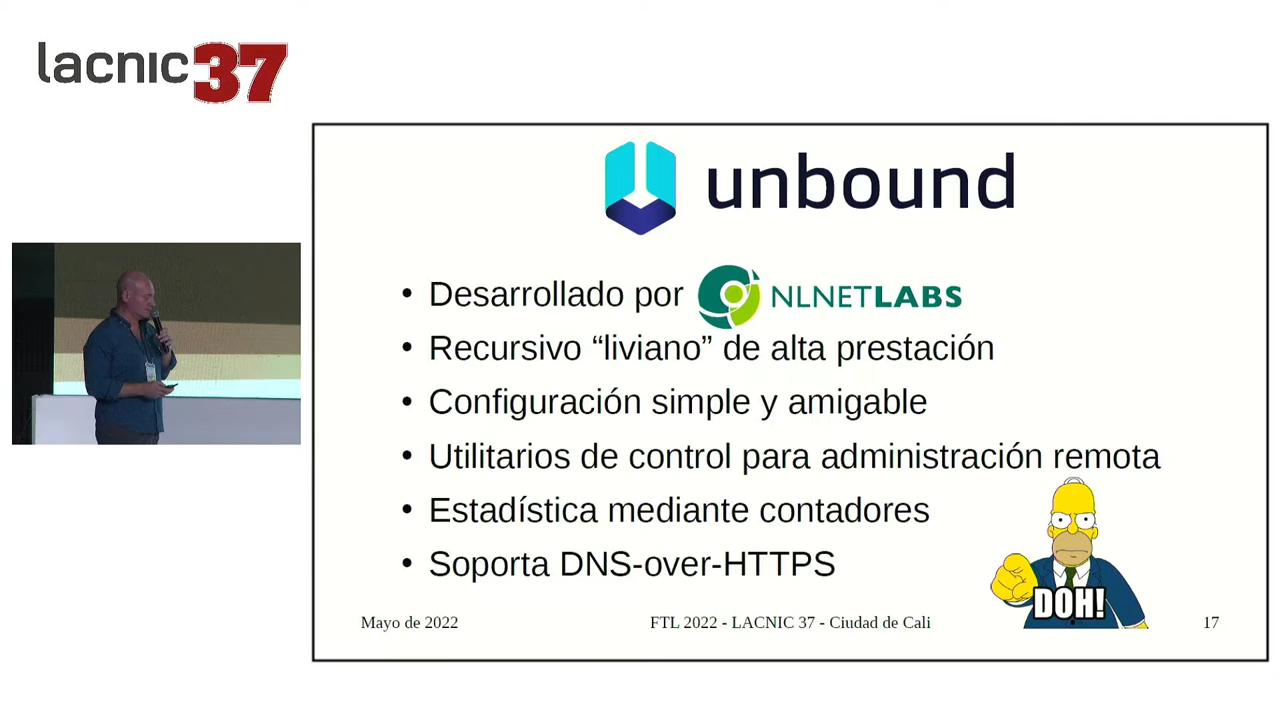 lacnic37
unbound
• Desarrollado por NLNETLABS
• Recursivo “liviano” de alta prestación
• Configuración simple y amigable
• Utilitarios de control para administración remota
• Estadística mediante contadores
• Soporta DNS-over-HTTPS
DOH!
Mayo de 2022 FTL 2022 - LACNIC 37 - Ciudad de Cali 17